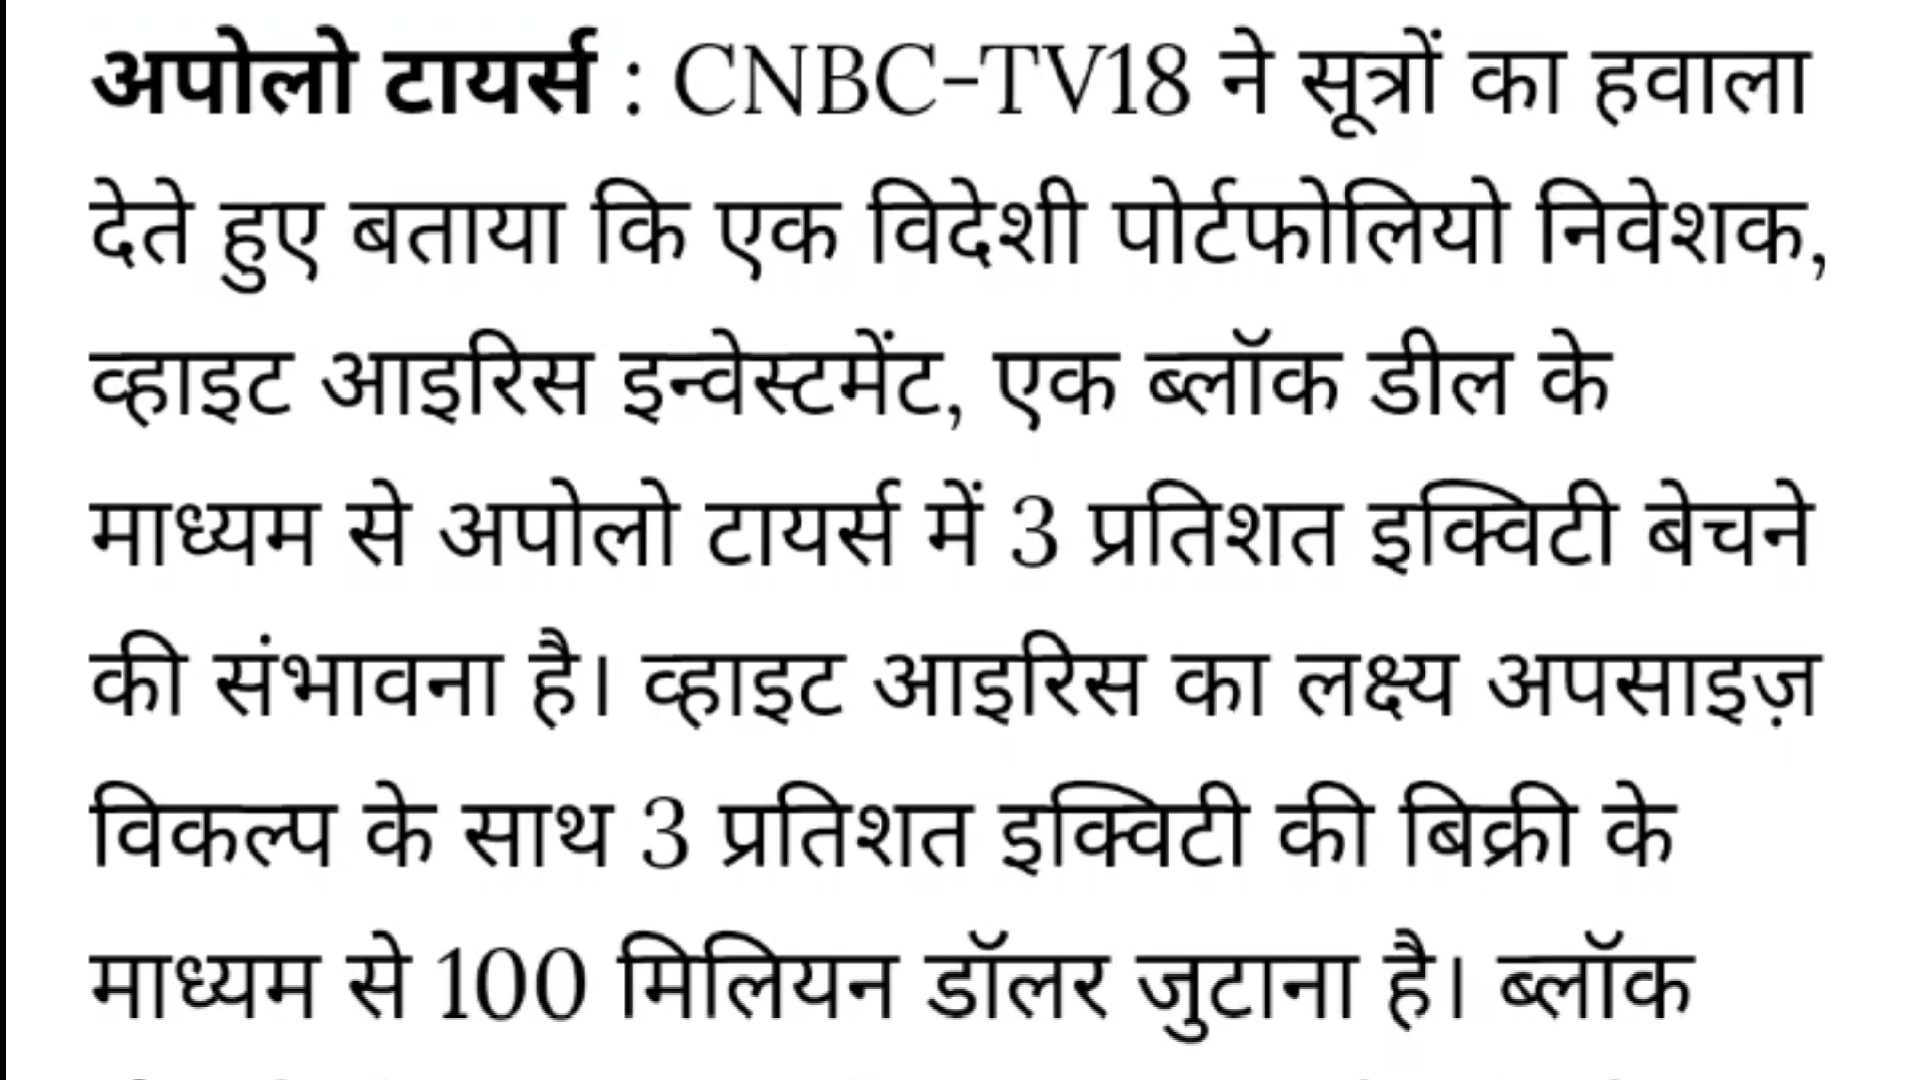 अपोलो टायर्स : CNBC-TV18 ने सूत्रों का हवाला
देते हुए बताया कि एक विदेशी पोर्टफोलियो निवेशक,
व्हाइट आइरिस इन्वेस्टमेंट, एक ब्लॉक डील के
माध्यम से अपोलो टायर्स में 3 प्रतिशत इक्विटी बेचने
की संभावना है। व्हाइट आइरिस का लक्ष्य अपसाइज़
विकल्प के साथ 3 प्रतिशत इक्विटी की बिक्री के
माध्यम से 100 मिलियन डॉलर जुटाना है। ब्लॉक